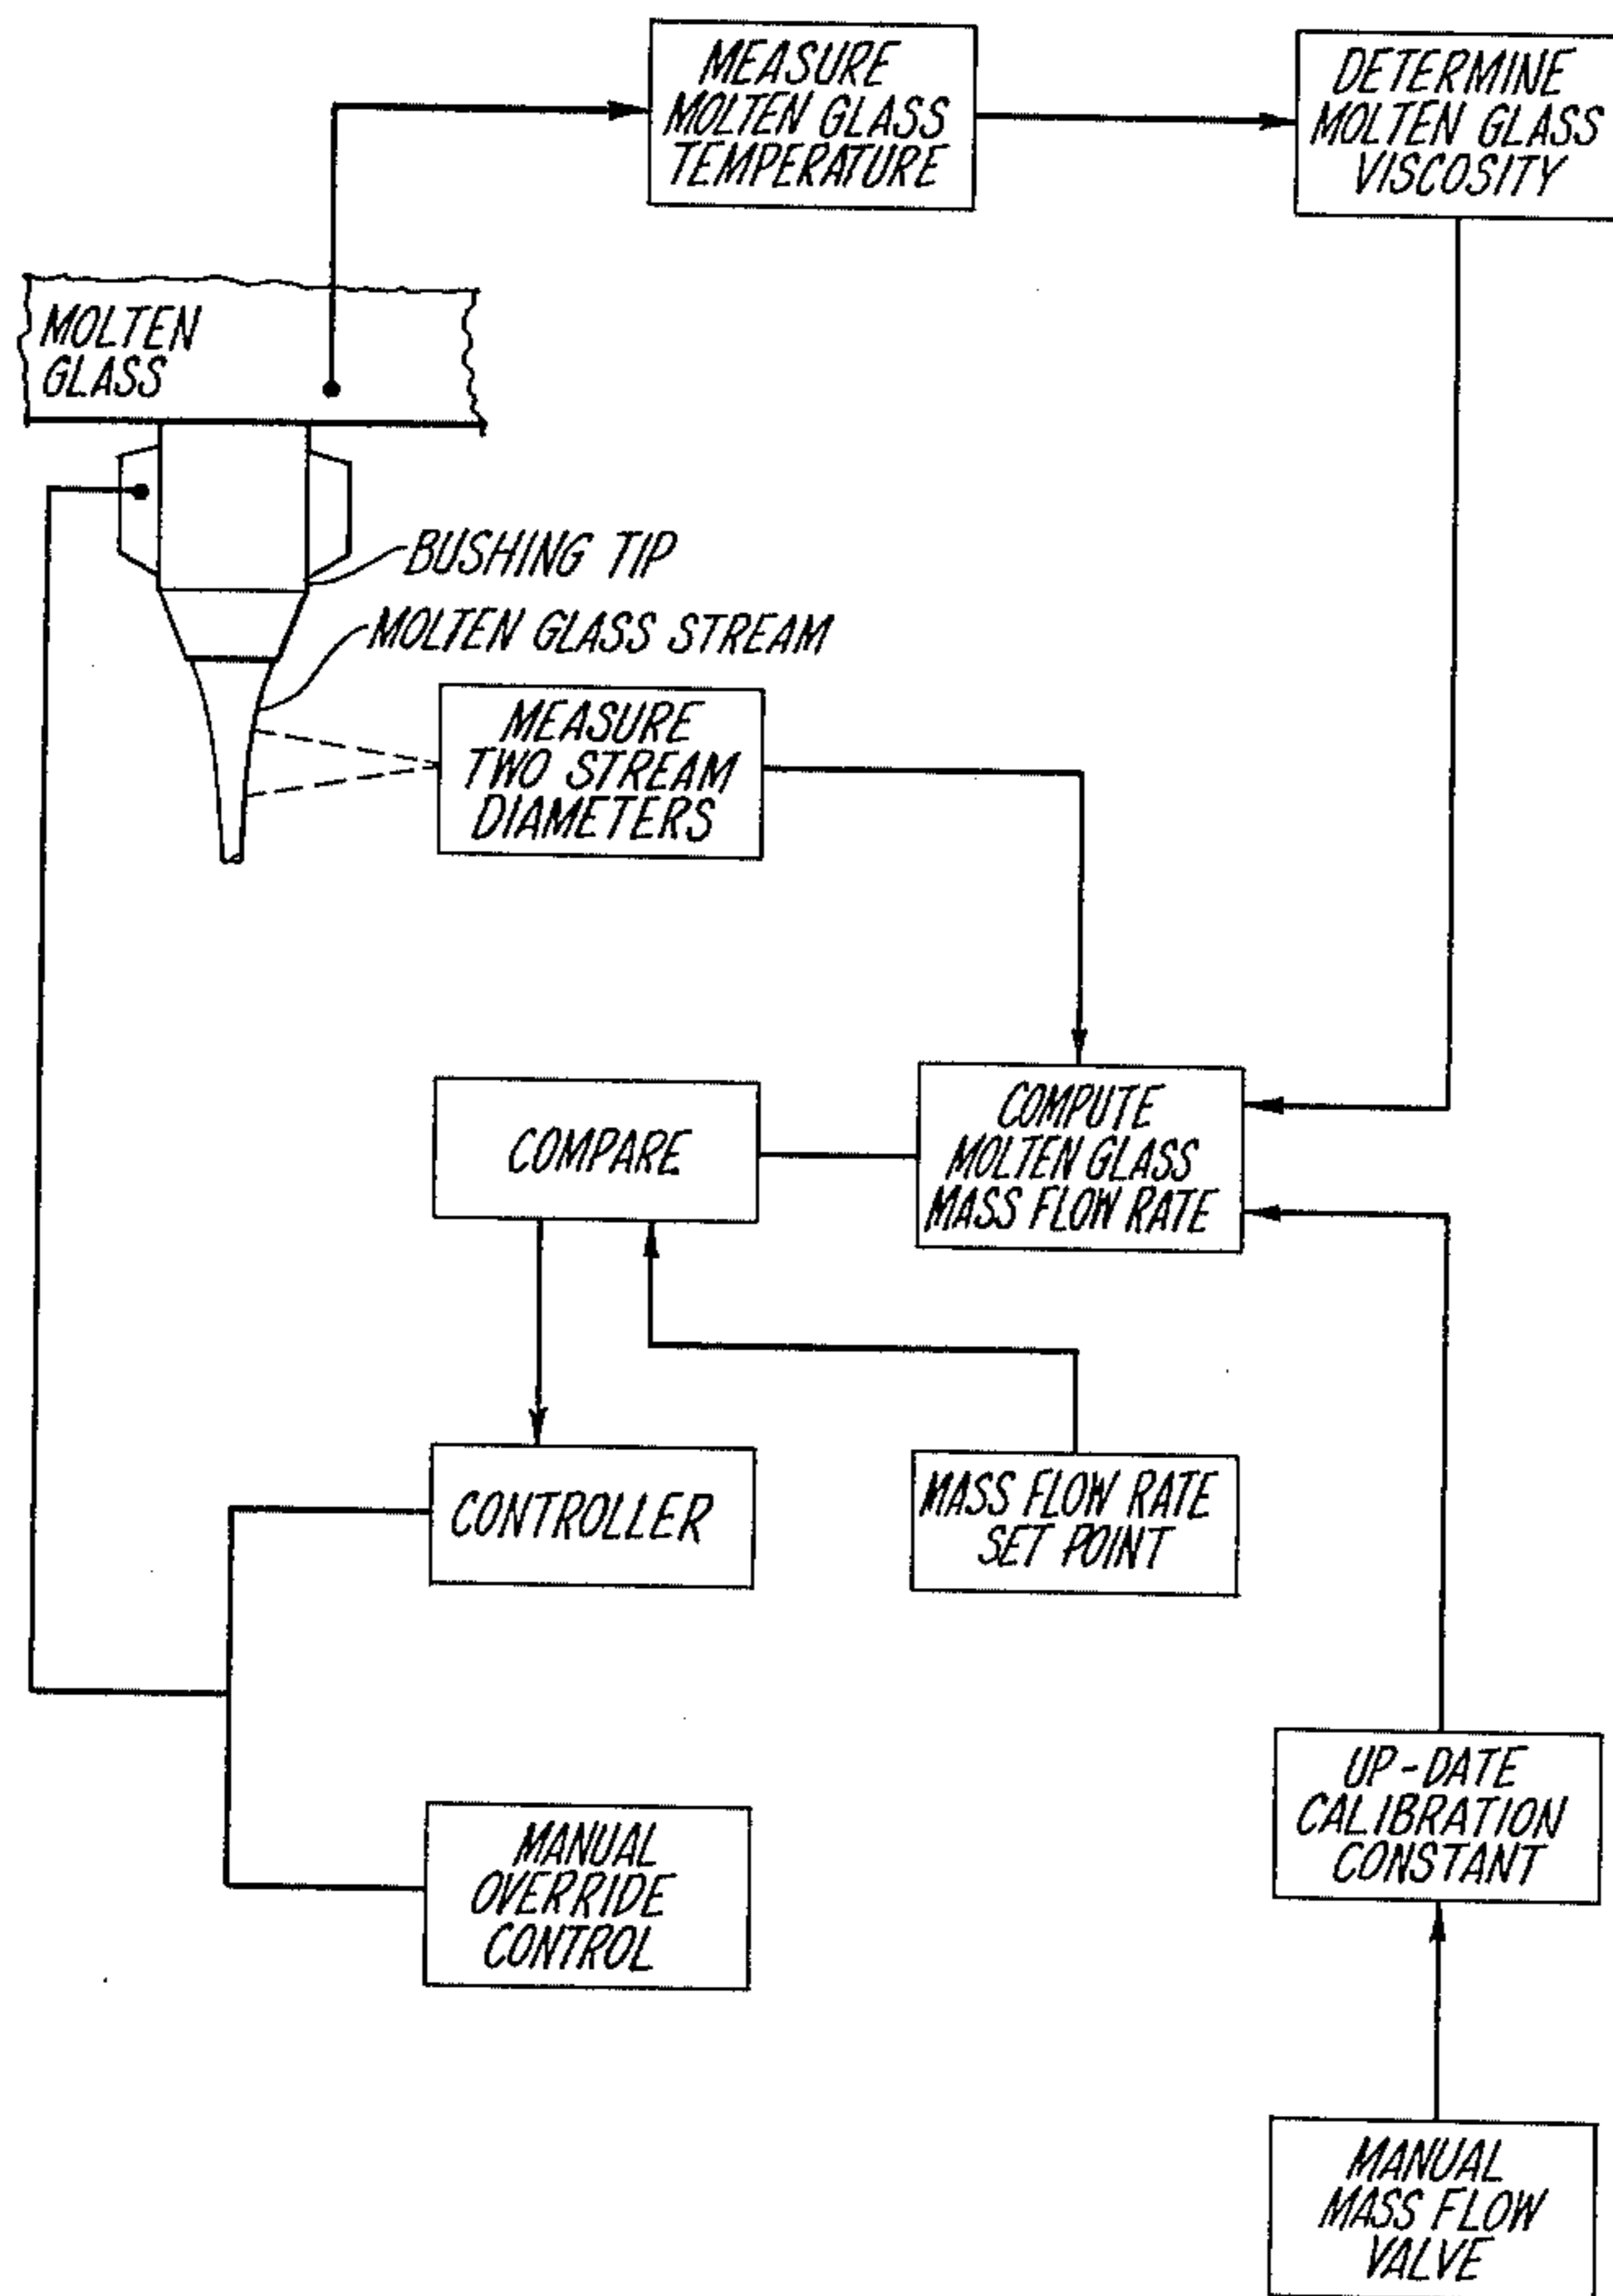 MEASURE
MOLTEN GLASS
TEMPERATURE
DETERMINE
MOLTEN GLASS
VISCOSITY
MOLTEN
GLASS
BUSHING TIP
MOLTEN GLASS STREAM
MEASURE
TWO STREAM
DIAMETERS
COMPARE
COMPUTE
MOLTEN GLASS
MASS FLOW RATE
CONTROLLER
MASS FLOW RATE
SET POINT
MANUAL
OVERRIDE
CONTROL
UP-DATE
CALIBRATION
CONSTANT
MANUAL
MASS FLOW
VALVE